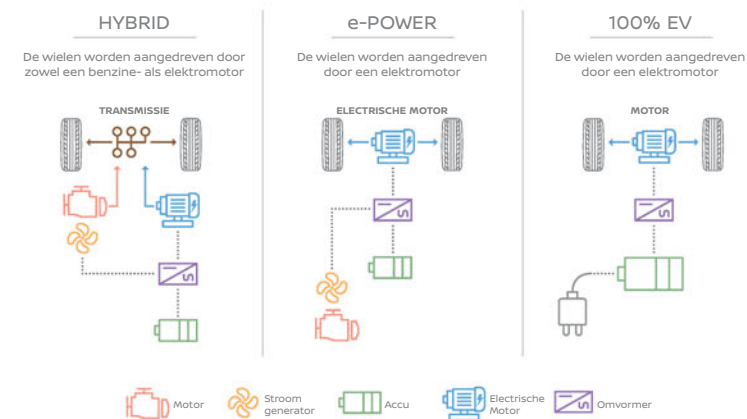 HYBRID
De wielen worden aangedreven door
zowel een benzine- als elektromotor
TRANSMISSIE
e-POWER
De wielen worden aangedreven
door een elektromotor
ELECTRISCHE MOTOR
100% EV
De wielen worden aangedreven
door een elektromotor
MOTOR
Motor
Stroom
generator
Accu
Electrische
Motor
Omvormer